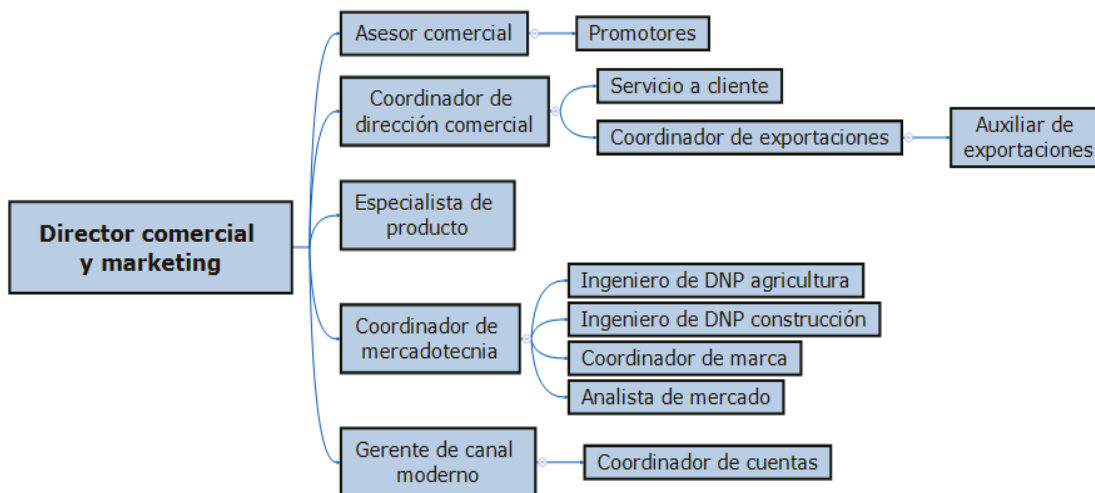 Asesor comercial
Promotores
Coordinador de
dirección comercial
Servicio a cliente
Coordinador de exportaciones
Auxiliar de
exportaciones
Especialista de
producto
Director comercial
y marketing
Coordinador de
mercadotecnia
Ingeniero de DNP agricultura
Ingeniero de DNP construcción
Coordinador de marca
Analista de mercado
Gerente de canal
moderno
Coordinador de cuentas